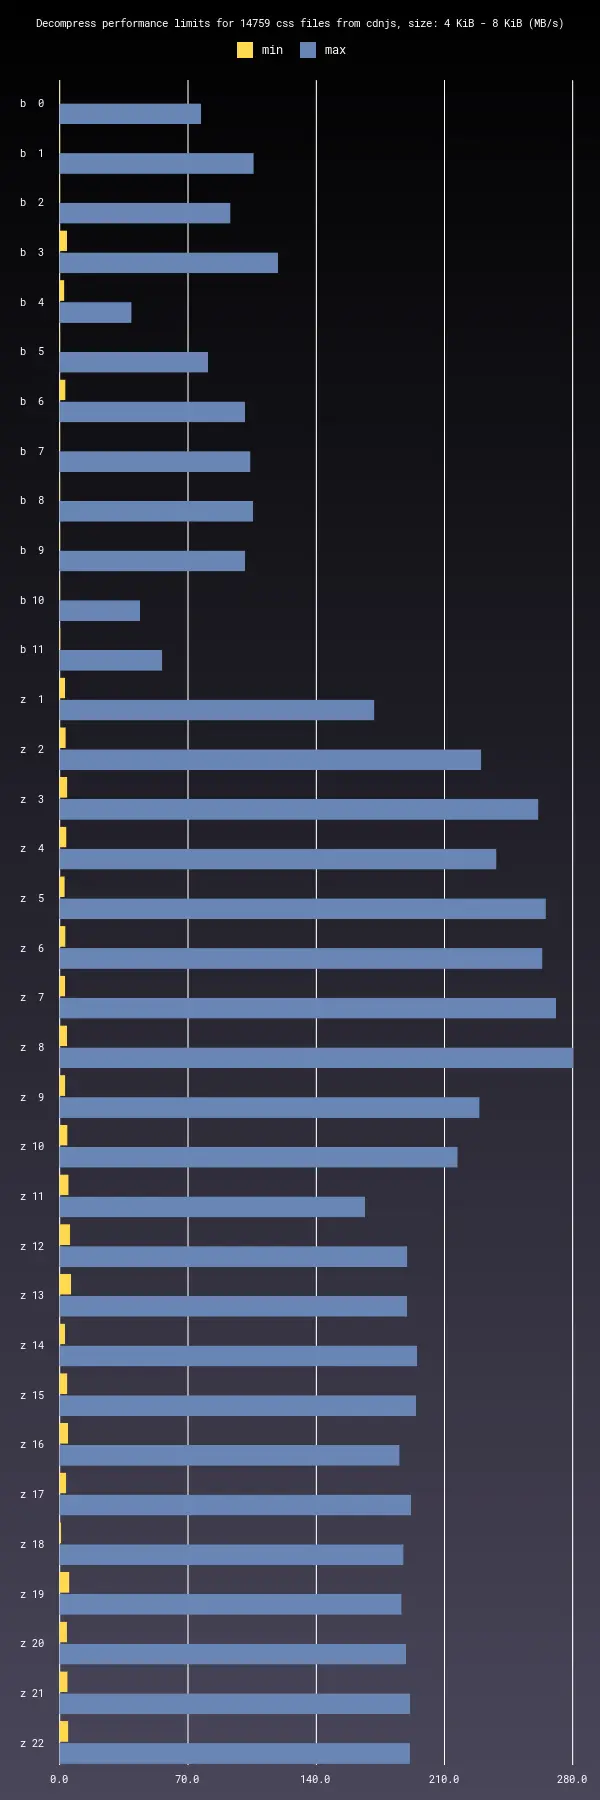 Decompress performance limits for 14759 css files from cdnjs, size: 4 KiB - 8 KiB (MB/s)
min max
b 0
b 1
b 2
b 3
b 4
b 5
b 6
b 7
b 8
b 9
b 10
b 11
z 1
z 2
z 3
z 4
z 5
z 6
z 7
z 8
z 9
z 10
z 11
z 12
z 13
z 14
z 15
z 16
z 17
z 18
z 19
z 20
z 21
z 22
0.0 70.0 140.0 210.0 280.0